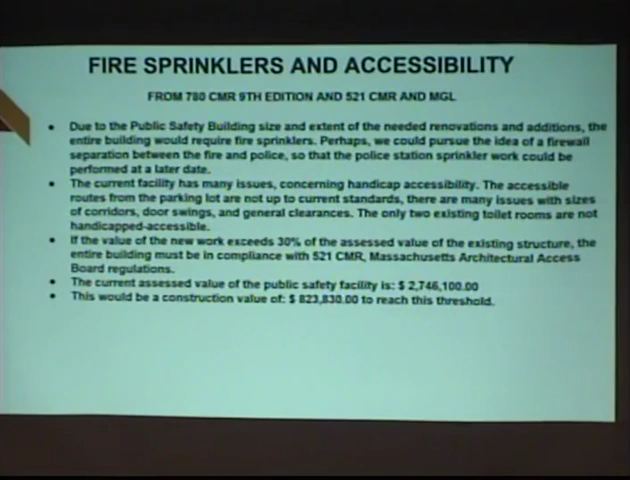 FIRE SPRINKLERS AND ACCESSIBILITY
FROM 780 CMR 9TH EDITION AND 521 CMR AND MGL
• Due to the Public Safety Building size and extent of the needed renovations and additions, the
entire building would require fire sprinklers. Perhaps, we could pursue the idea of a firewall
separation between the fire and police, so that the police station sprinkler work could be
performed at a later date.
• The current facility has many issues, concerning handicap accessibility. The accessible
routes from the parking lot are not up to current standards, there are many issues with sizes
of corridors, door swings, and general clearances. The only two existing toilet rooms are not
handicapped-accessible.
• If the value of the new work exceeds 30% of the assessed value of the existing structure, the
entire building must be in compliance with 521 CMR, Massachusetts Architectural Access
Board regulations.
• The current assessed value of the public safety facility is: $ 2,746,100.00
• This would be a construction value of: $ 823,830.00 to reach this threshold.